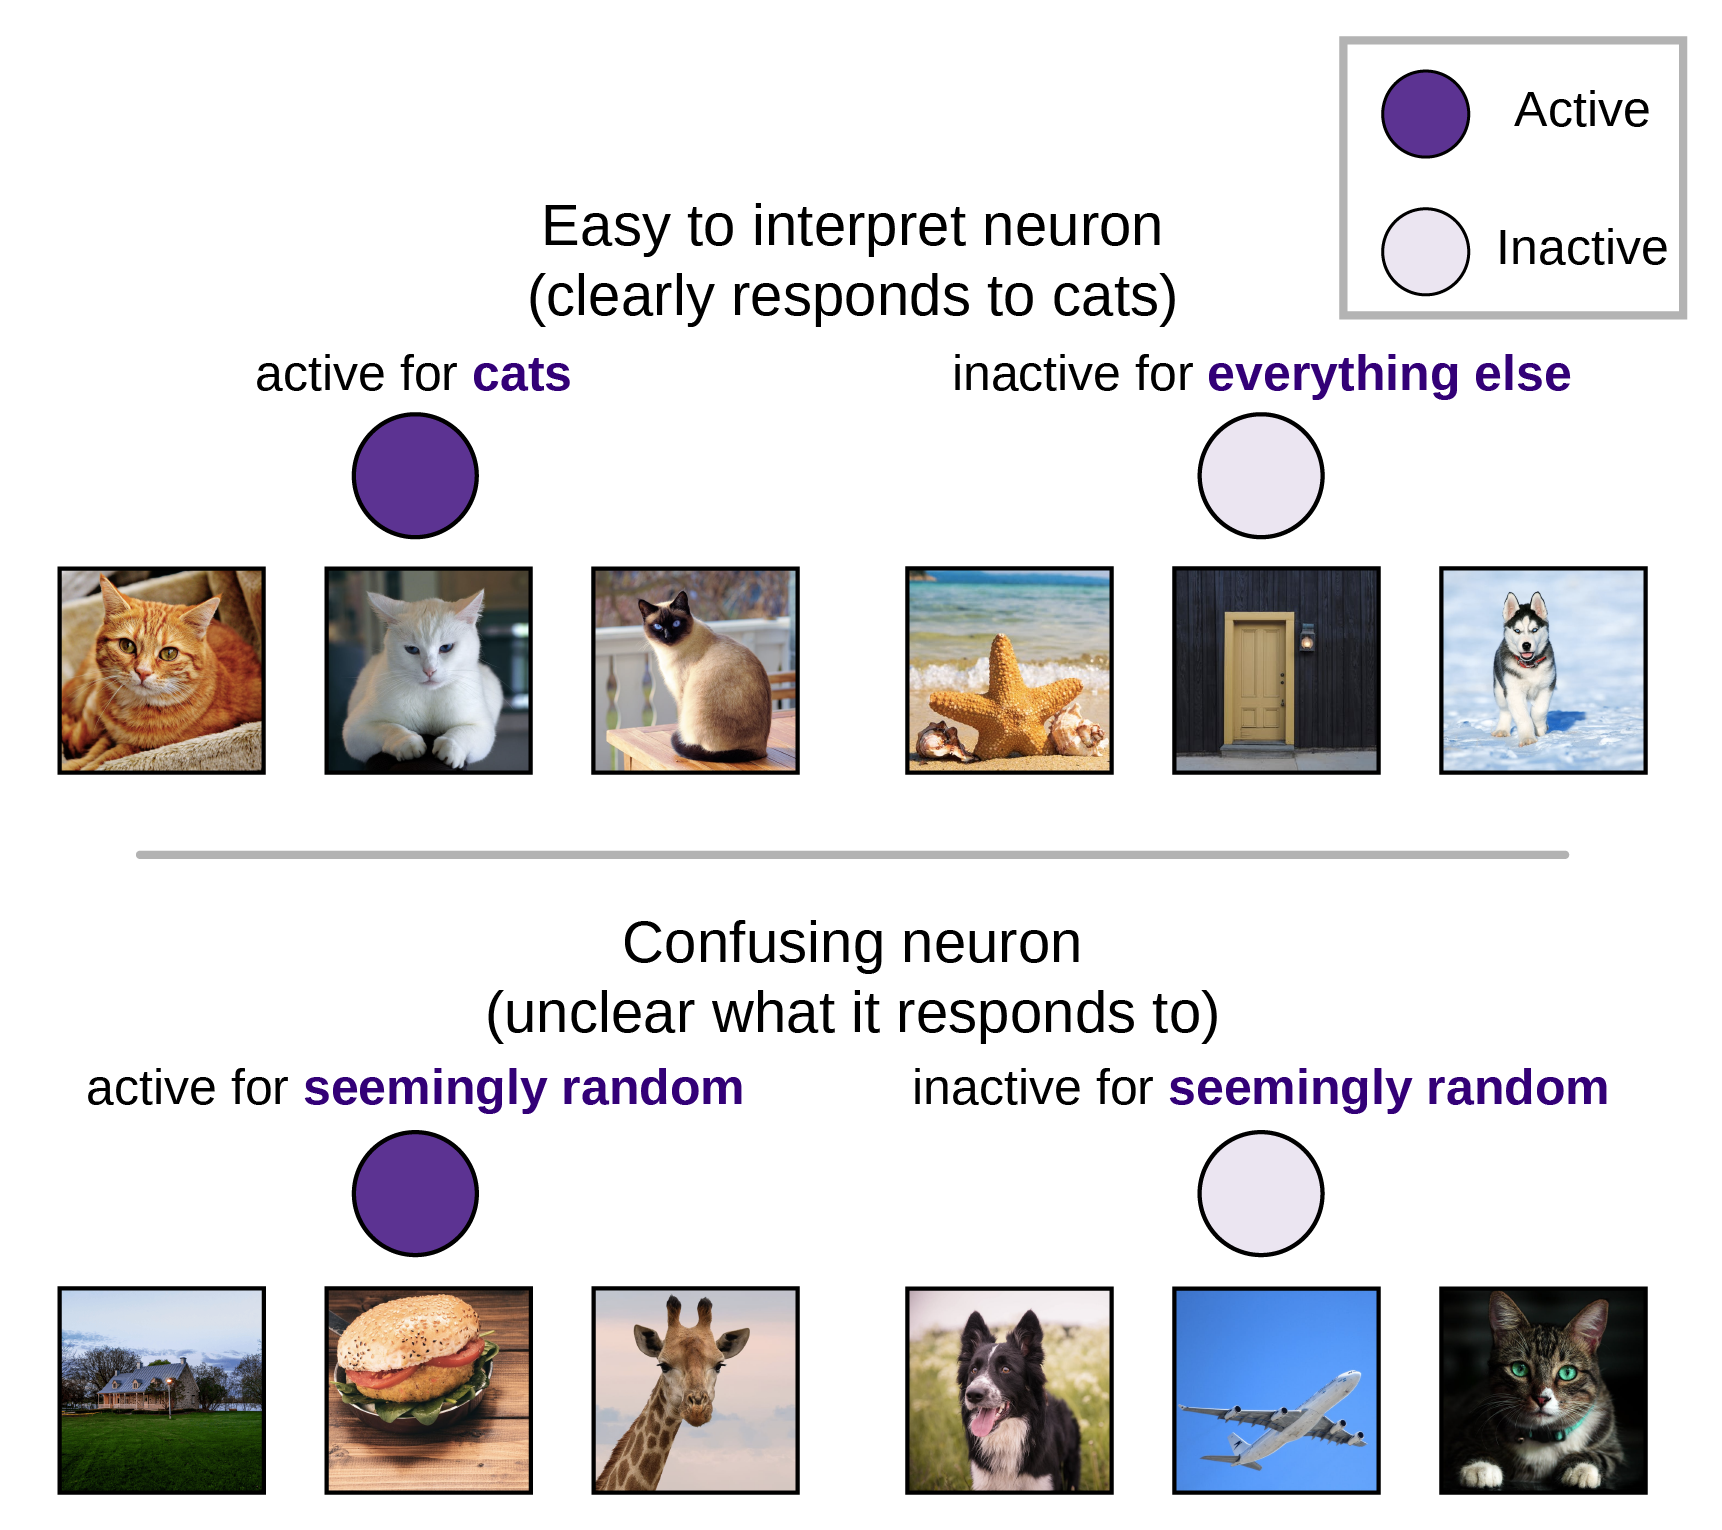 Active
Inactive
Easy to interpret neuron
(clearly responds to cats)
active for cats
inactive for everything else
Confusing neuron
(unclear what it responds to)
active for seemingly random
inactive for seemingly random